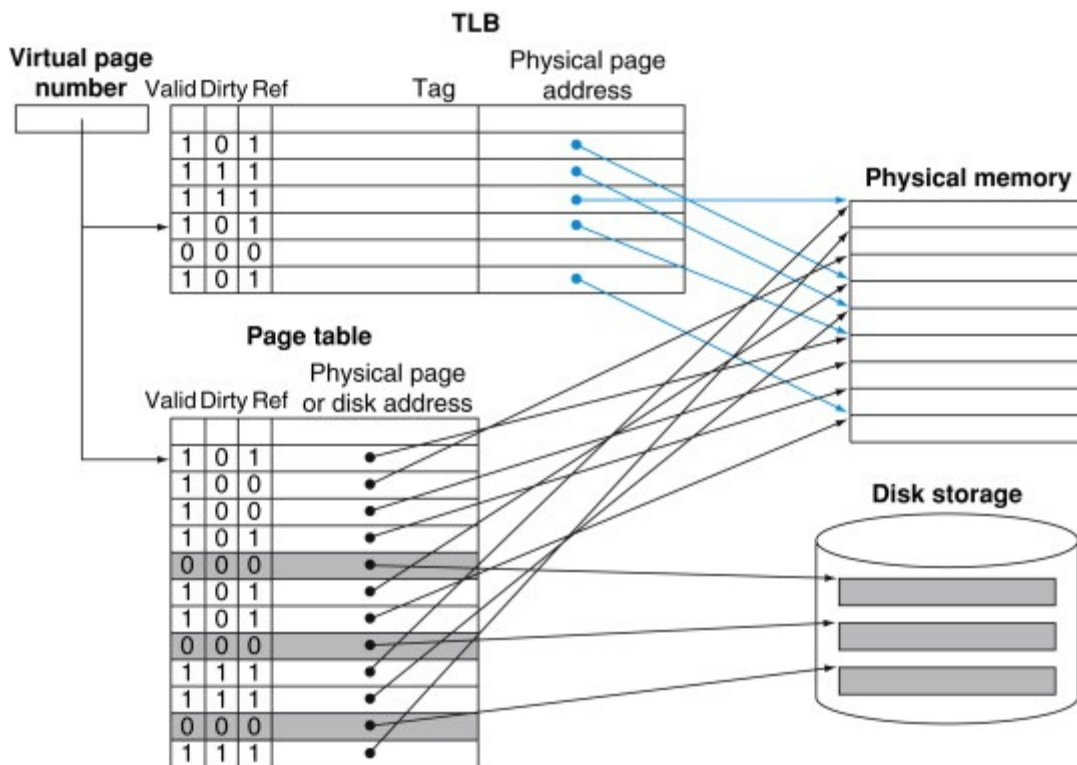 TLB
Virtual page
number
Valid Dirty Ref
Tag
Physical page
address
1 0 1
1 1 1
1 1 1
1 0 1
0 0 0
1 0 1
Physical memory
Page table
Physical page
or disk address
Valid Dirty Ref
1 0 1
1 0 0
1 0 0
1 0 1
0 0 0
1 0 1
1 0 1
0 0 0
1 1 1
1 1 1
0 0 0
1 1 1
Disk storage